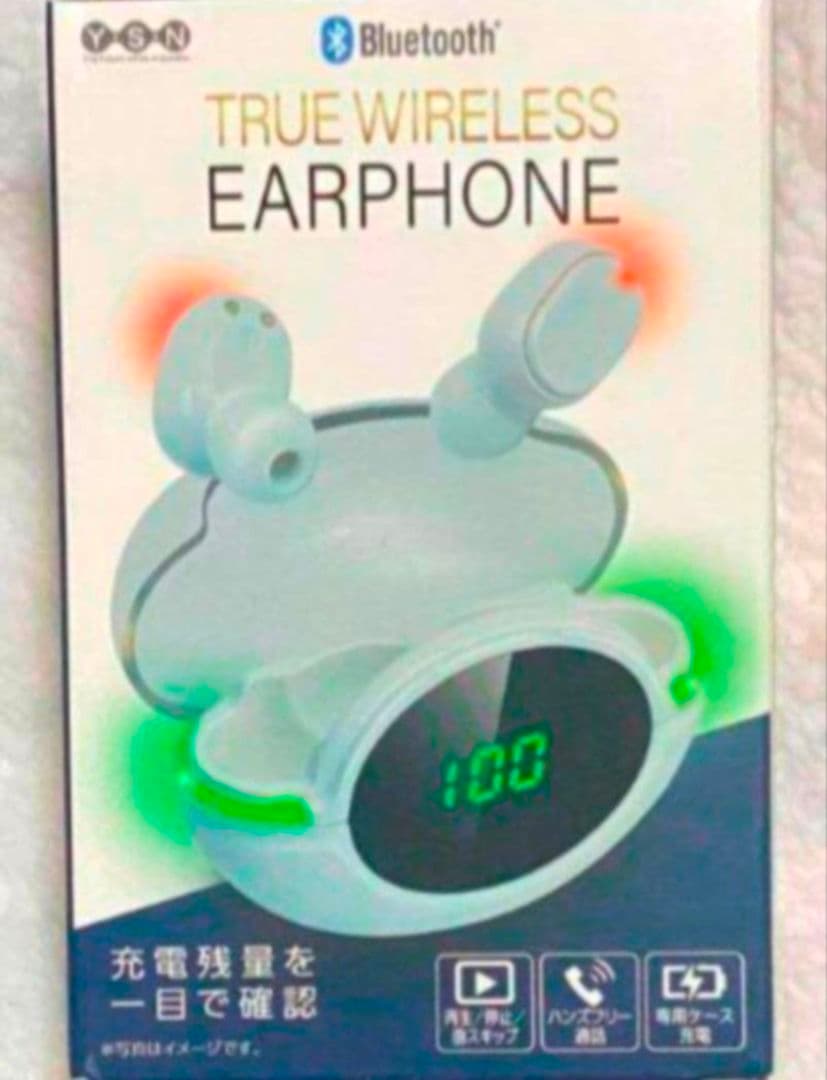 YSN
Bluetooth®
TRUE WIRELESS
EARPHONE
100
充電残量を
一目で確認
再生/停止/
曲スキップ
ハンズフリー
通話
専用ケース
充電
※写真はイメージです。